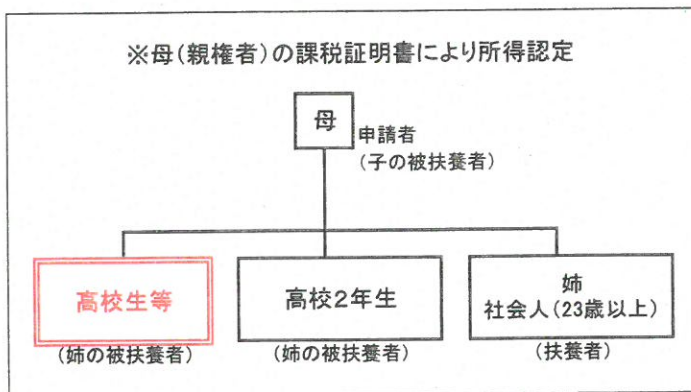 ※母(親権者)の課税証明書により所得認定
母
申請者
(子の被扶養者)
高校生等
(姉の被扶養者)
高校2年生
(姉の被扶養者)
姉
社会人(23歳以上)
(扶養者)